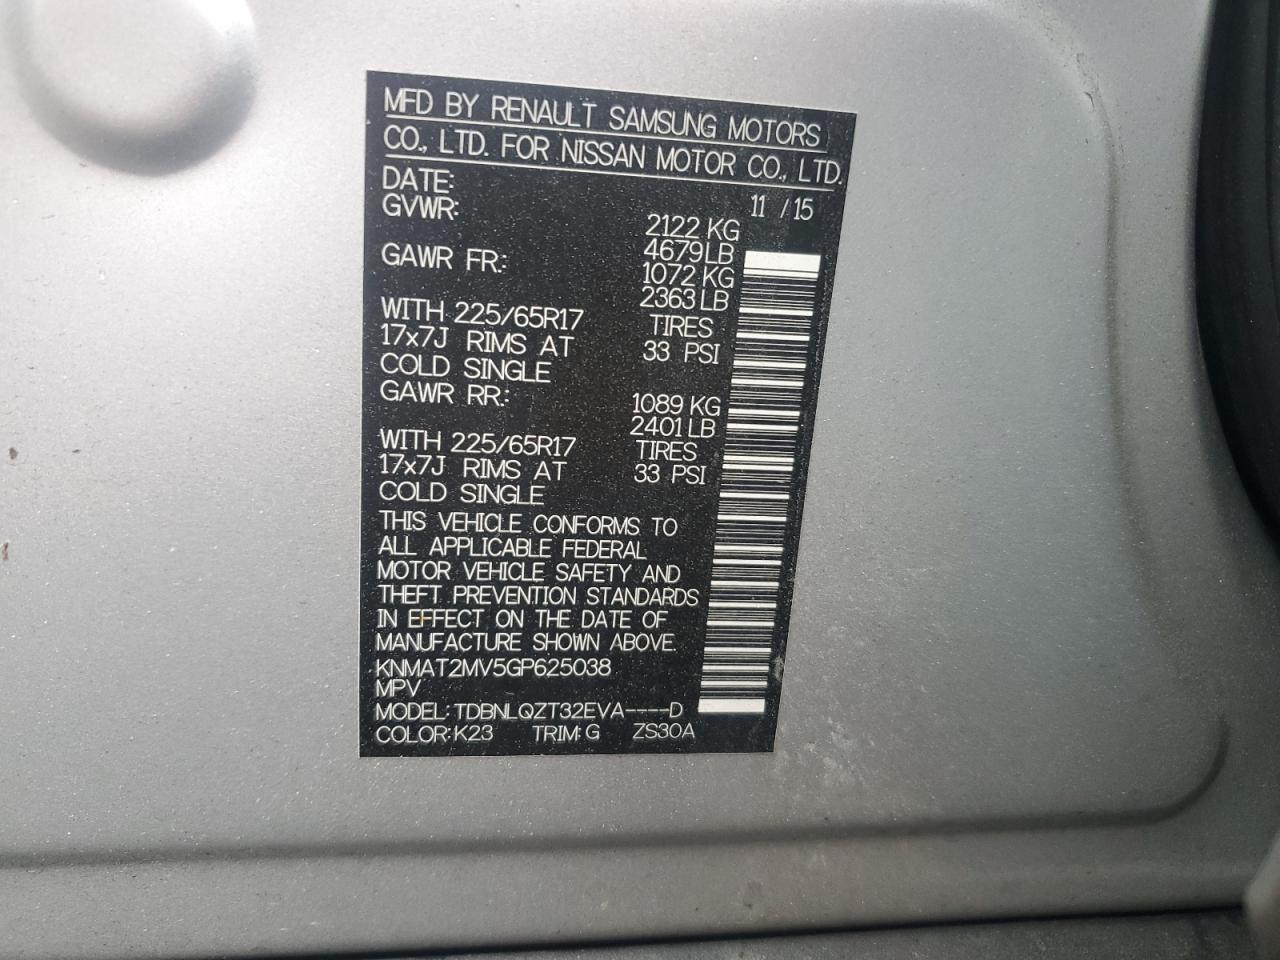 MFD BY RENAULT SAMSUNG MOTORS
CO., LTD. FOR NISSAN MOTOR CO., LTD.
DATE: 11 / 15
GVWR: 2122 KG
4679 LB
GAWR FR.: 1072 KG
2363 LB
WITH 225/65R17 TIRES
17x7J RIMS AT 33 PSI
COLD SINGLE
GAWR RR.: 1089 KG
2401 LB
WITH 225/65R17 TIRES
17x7J RIMS AT 33 PSI
COLD SINGLE
THIS VEHICLE CONFORMS TO
ALL APPLICABLE FEDERAL
MOTOR VEHICLE SAFETY AND
THEFT PREVENTION STANDARDS
IN EFFECT ON THE DATE OF
MANUFACTURE SHOWN ABOVE.
KNMAT2MV5GP625038
MPV
MODEL: TDBNLQZT32EVA----D
COLOR: K23 TRIM: G ZS30A